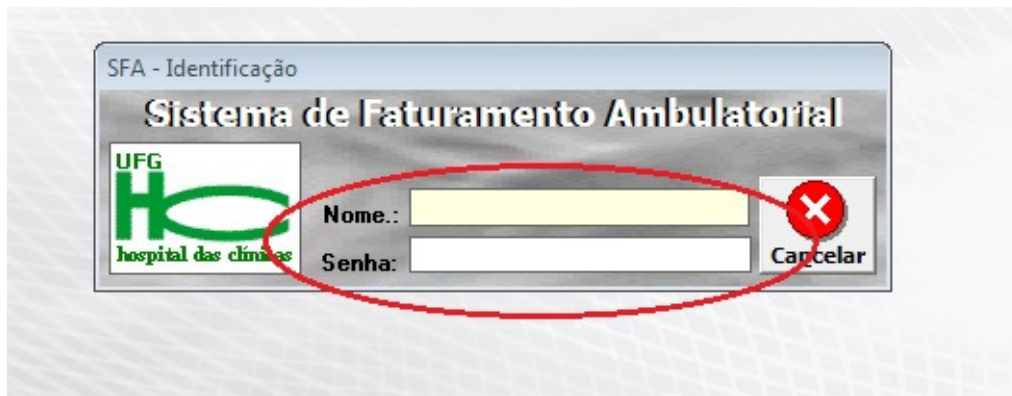 SFA - Identificação
Sistema de Faturamento Ambulatorial
UFG
HC
hospital das clínicas
Nome.:
Senha:
Cancelar